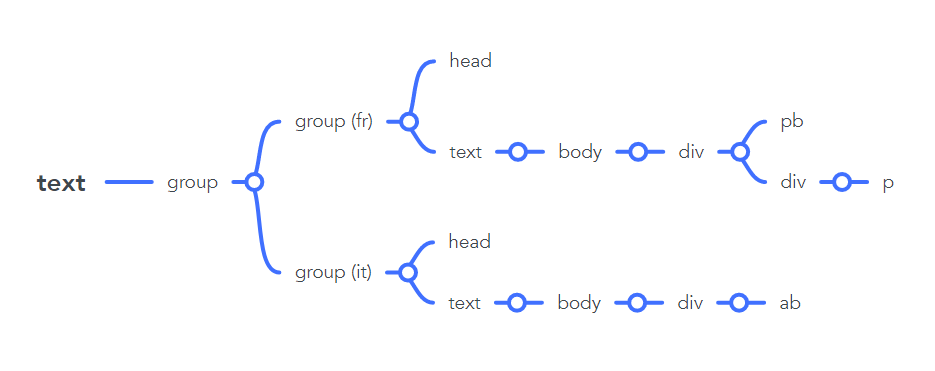 head
group (fr)
pb
text body div
text group
div p
head
group (it)
text body div ab